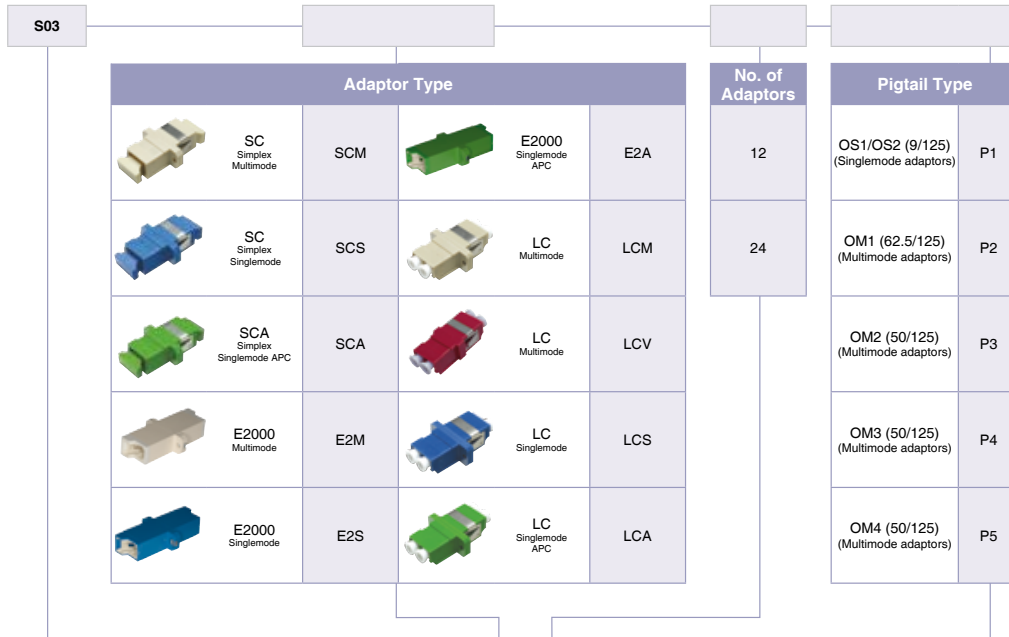 S03
Adaptor Type
SC
Simplex
Multimode
SCM
E2000
Singlemode
APC
E2A
SC
Simplex
Singlemode
SCS
LC
Multimode
LCM
SCA
Simplex
Singlemode APC
SCA
LC
Multimode
LCV
E2000
Multimode
E2M
LC
Singlemode
LCS
E2000
Singlemode
E2S
LC
Singlemode
APC
LCA
No. of
Adaptors
12
24
Pigtail Type
OS1/OS2 (9/125)
(Singlemode adaptors)
P1
OM1 (62.5/125)
(Multimode adaptors)
P2
OM2 (50/125)
(Multimode adaptors)
P3
OM3 (50/125)
(Multimode adaptors)
P4
OM4 (50/125)
(Multimode adaptors)
P5